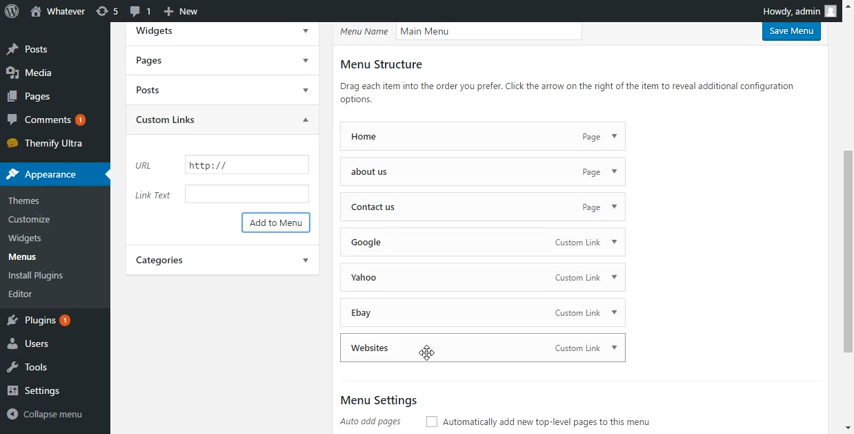 Whatever 5 1 New Howdy, admin
Posts
Media
Pages
Comments 1
Themify Ultra
Appearance
Themes
Customize
Widgets
Menus
Install Plugins
Editor
Plugins 1
Users
Tools
Settings
Collapse menu
Widgets
Pages
Posts
Custom Links
URL http://
Link Text
Add to Menu
Categories
Menu Name Main Menu Save Menu
Menu Structure
Drag each item into the order you prefer. Click the arrow on the right of the item to reveal additional configuration
options.
Home Page
about us Page
Contact us Page
Google Custom Link
Yahoo Custom Link
Ebay Custom Link
Websites Custom Link
Menu Settings
Auto add pages Automatically add new top-level pages to this menu